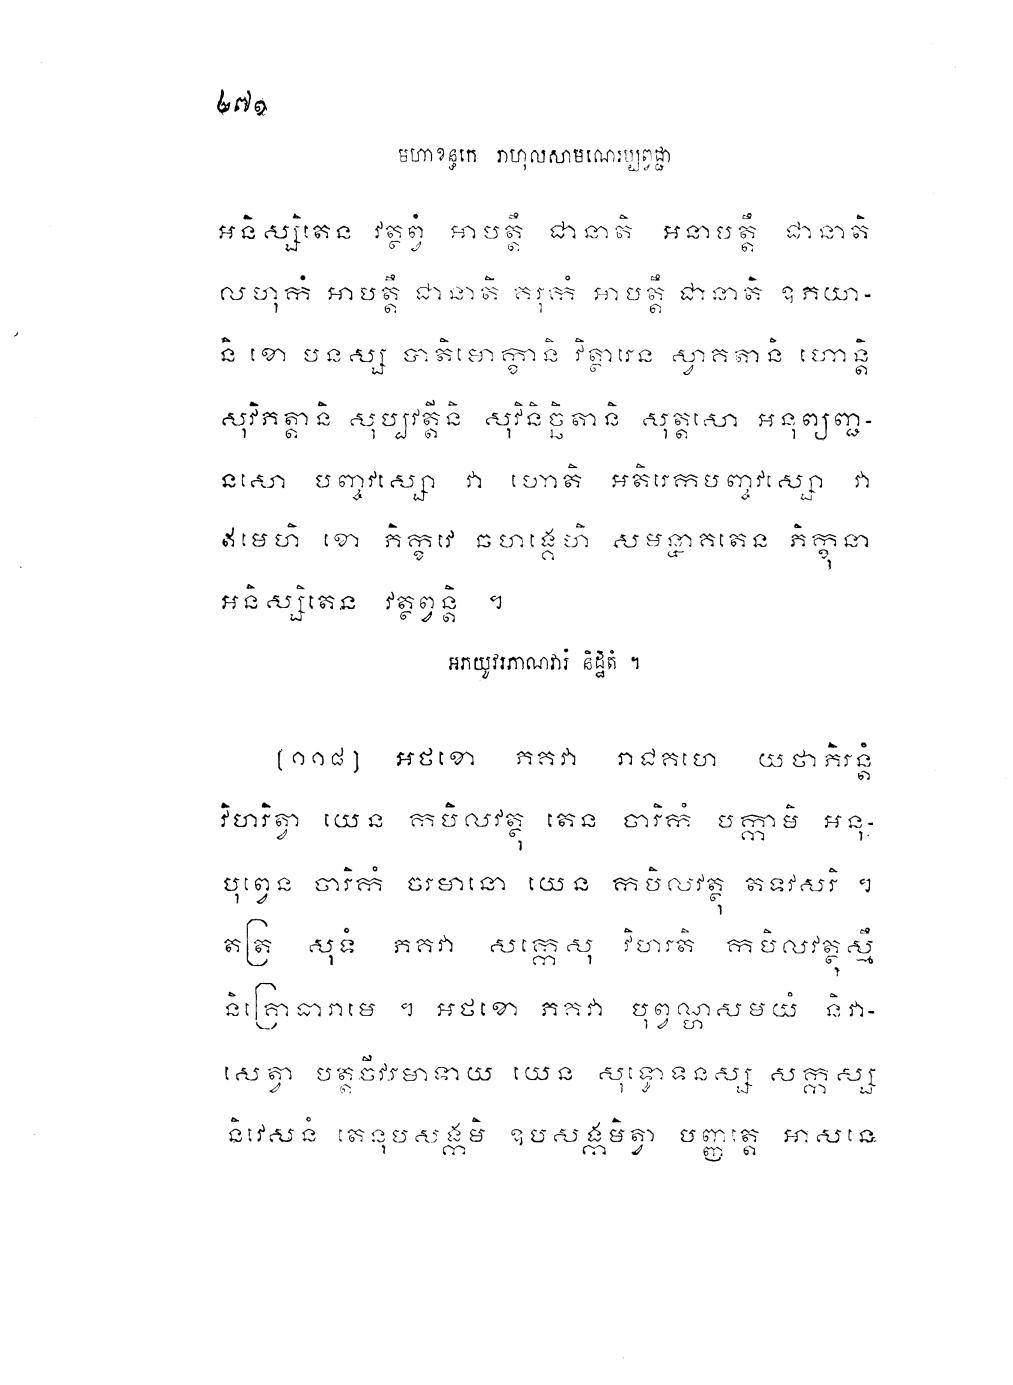 ២៧១
មហាខន្ធកេ រាហុលសាមណេរប្បព្វជ្ជា
អនិស្សិតេន វត្ថព្វំ អាបត្តឹ ជានាតិ អនាបត្តឹ ជានាតិ
លហុកំ អាបត្តឹ ជានាតិ គរុកំ អាបត្តឹ ជានាតិ ឧភយា-
និ ខោ បនស្ស បាតិមោក្ខានិ វិត្ថារេន ស្វាគតានិ ហោន្តិ
សុវិភត្តានិ សុប្បវត្តីនិ សុវិនិច្ឆិតានិ សុត្តសោ អនុព្យញ្ជ-
នសោ បញ្ចវស្សោ វា ហោតិ អតិរេកបញ្ចវស្សោ វា
ឥមេហិ ខោ ភិក្ខវេ ឆហង្គេហិ សមន្នាគតេន ភិក្ខុនា
អនិស្សិតេន វត្ថព្វន្តិ ។
អភយូវរភាណវារំ និដ្ឋិតំ ។
[១១៨] អថខោ ភគវា រាជគហេ យថាភិរន្តំ
វិហរិត្វា យេន កបិលវត្ថុ តេន ចារិកំ បក្កាមិ អនុ-
បុព្វេន ចារិកំ ចរមានោ យេន កបិលវត្ថុ តទវសរិ ។
តត្រ សុទំ ភគវា សក្កេសុ វិហរតិ កបិលវត្ថុស្មឹ
និគ្រោធារាមេ ។ អថខោ ភគវា បុព្វណ្ហសមយំ និវា-
សេត្វា បត្តចីវរមាទាយ យេន សុទ្ធោទនស្ស សក្កស្ស
និវេសនំ តេនុបសង្កមិ ឧបសង្កមិត្វា បញ្ញត្តេ អាសនេ